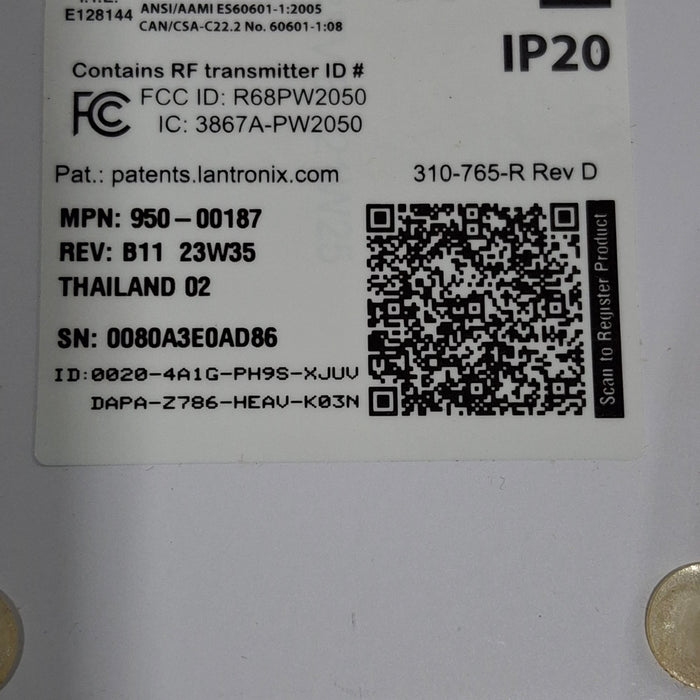 E128144 ANSI/AAMI ES60601-1:2005
CAN/CSA-C22.2 No. 60601-1:08
IP20
Contains RF transmitter ID #
FC FCC ID: R68PW2050
IC: 3867A-PW2050
Pat.: patents.lantronix.com 310-765-R Rev D
MPN: 950-00187
REV: B11 23W35
THAILAND 02
SN: 0080A3E0AD86
ID:0020-4A1G-PH9S-XJUV
DAPA-Z786-HEAV-K03N
Scan to Register Product